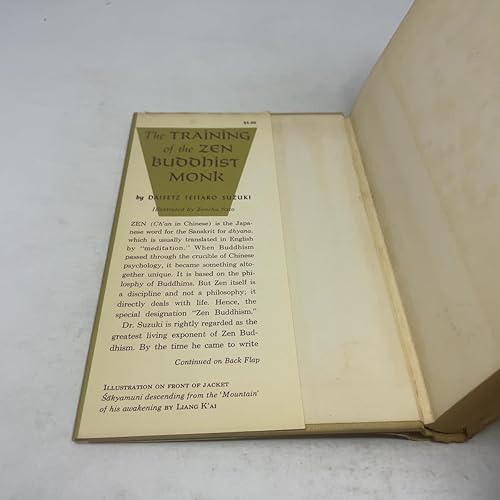 $5.00
The TRAINING
of the ZEN
BUDDHIST
MONK
by DAISETZ TEITARO SUZUKI
Illustrated by Zenchu Sato
ZEN (Ch'an in Chinese) is the Japa-
nese word for the Sanskrit for dhyana,
which is usually translated in English
by "meditation." When Buddhism
passed through the crucible of Chinese
psychology, it became something alto-
gether unique. It is based on the phi-
losphy of Buddhims. But Zen itself is
a discipline and not a philosophy; it
directly deals with life. Hence, the
special designation "Zen Buddhism."
Dr. Suzuki is rightly regarded as the
greatest living exponent of Zen Bud-
dhism. By the time he came to write
Continued on Back Flap
ILLUSTRATION ON FRONT OF JACKET
Śākyamuni descending from the 'Mountain'
of his awakening BY LIANG K'AI